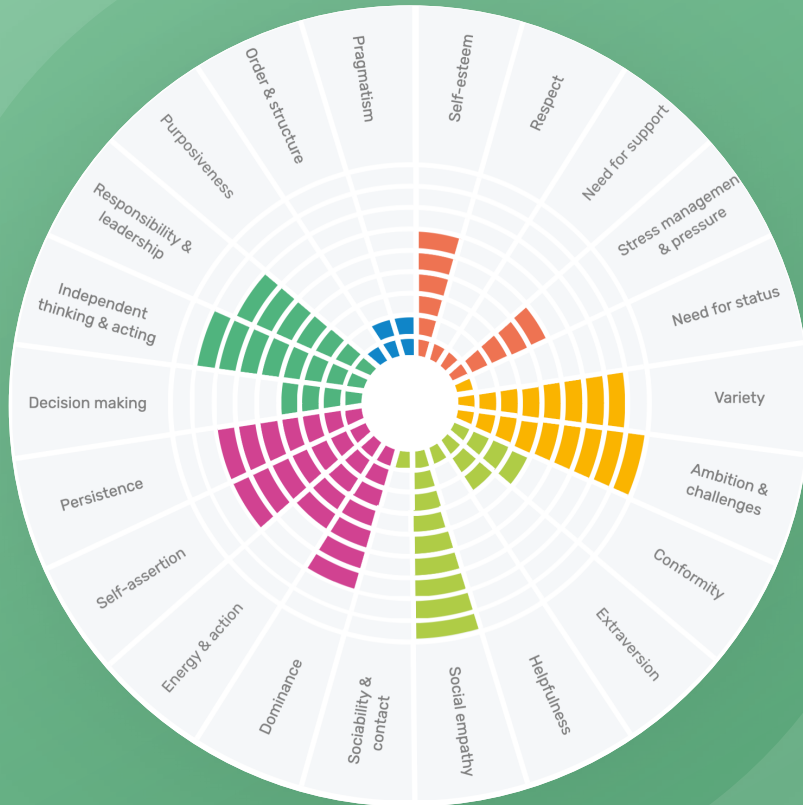 Self-esteem
Respect
Need for support
Stress managemen
& pressure
Need for status
Variety
Ambition &
challenges
Conformity
Extraversion
Helpfulness
Social empathy
Sociability &
contact
Dominance
Energy & action
Self-assertion
Persistence
Decision making
Independent
thinking & acting
Responsibility &
leadership
Purposiveness
Order & structure
Pragmatism